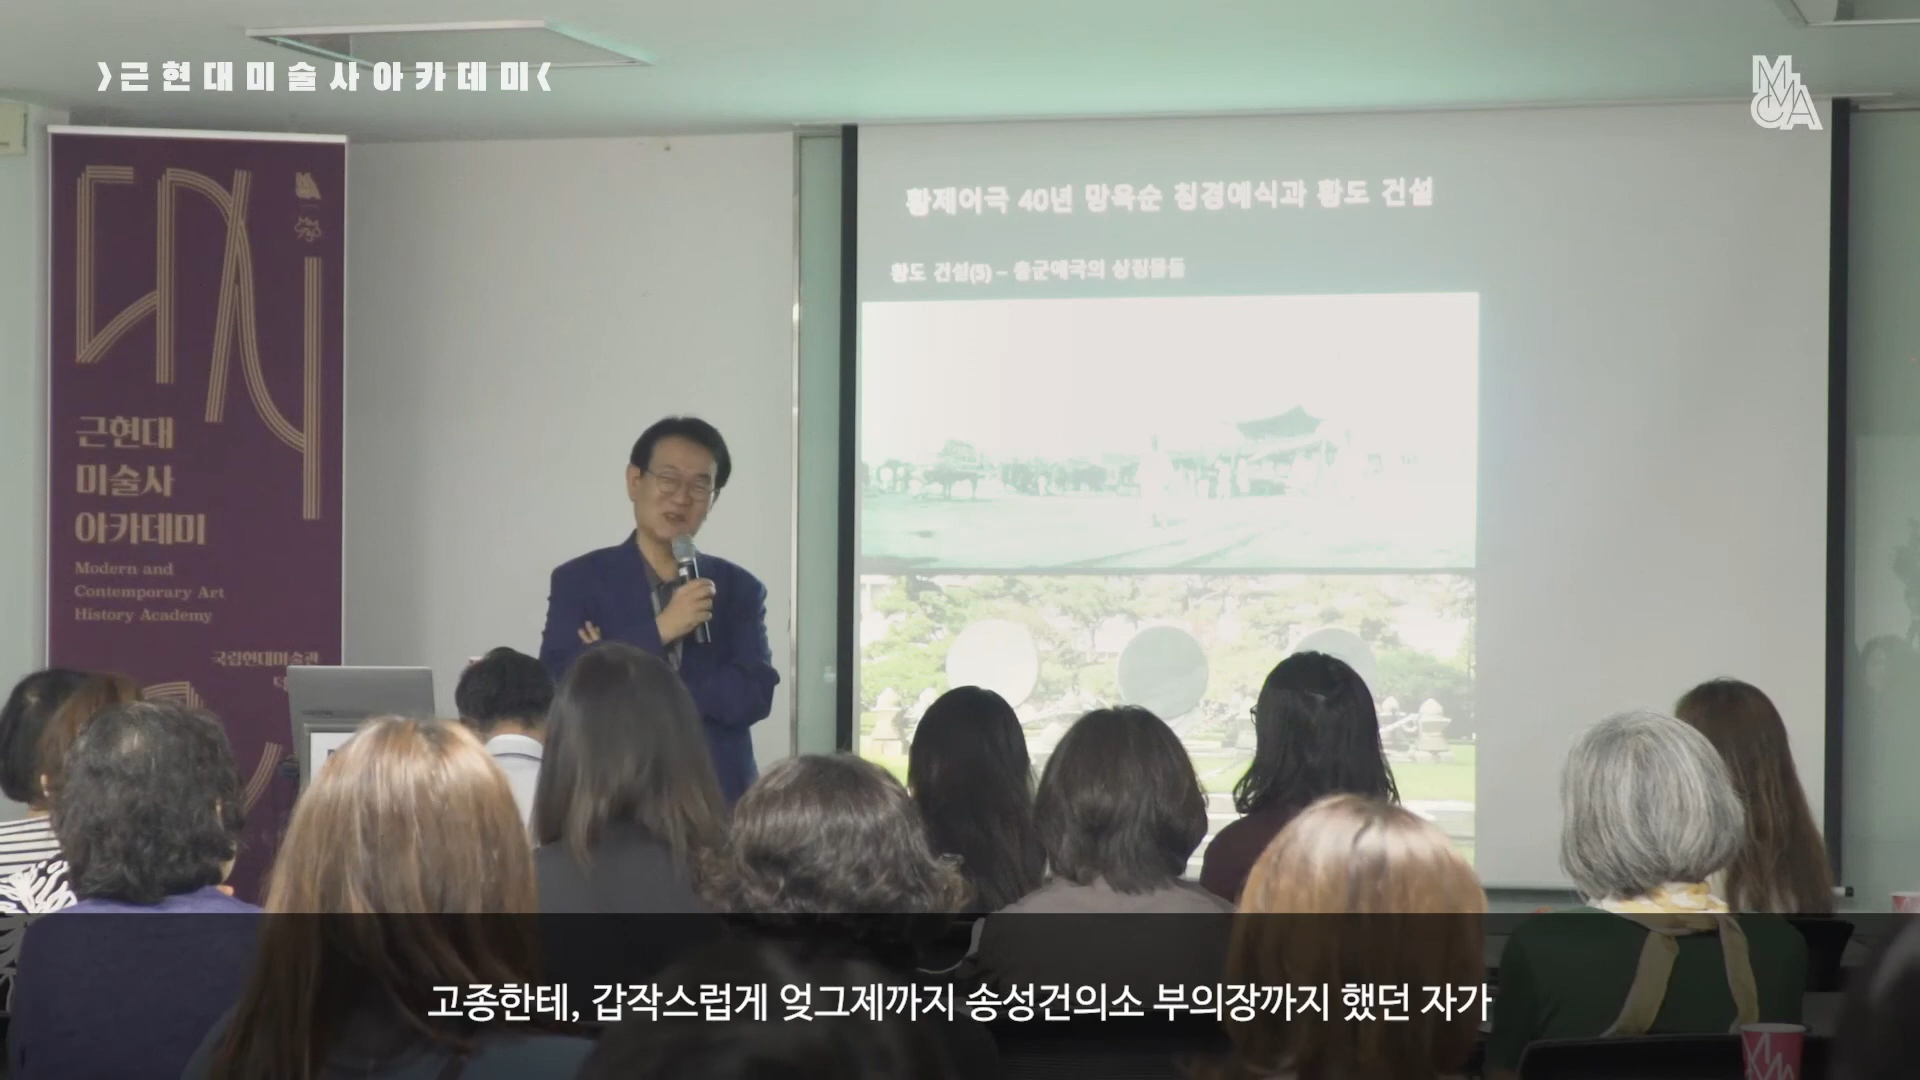 근현대미술사아카데미
MMCA
황제어극 40년 망육순 칭경예식과 황도 건설
황도 건설(5) – 충군애국의 상징물들
근현대
미술사
아카데미
Modern and
Contemporary Art
History Academy
국립현대미술관
고종한테, 갑작스럽게 엊그제까지 송성건의소 부의장까지 했던 자가